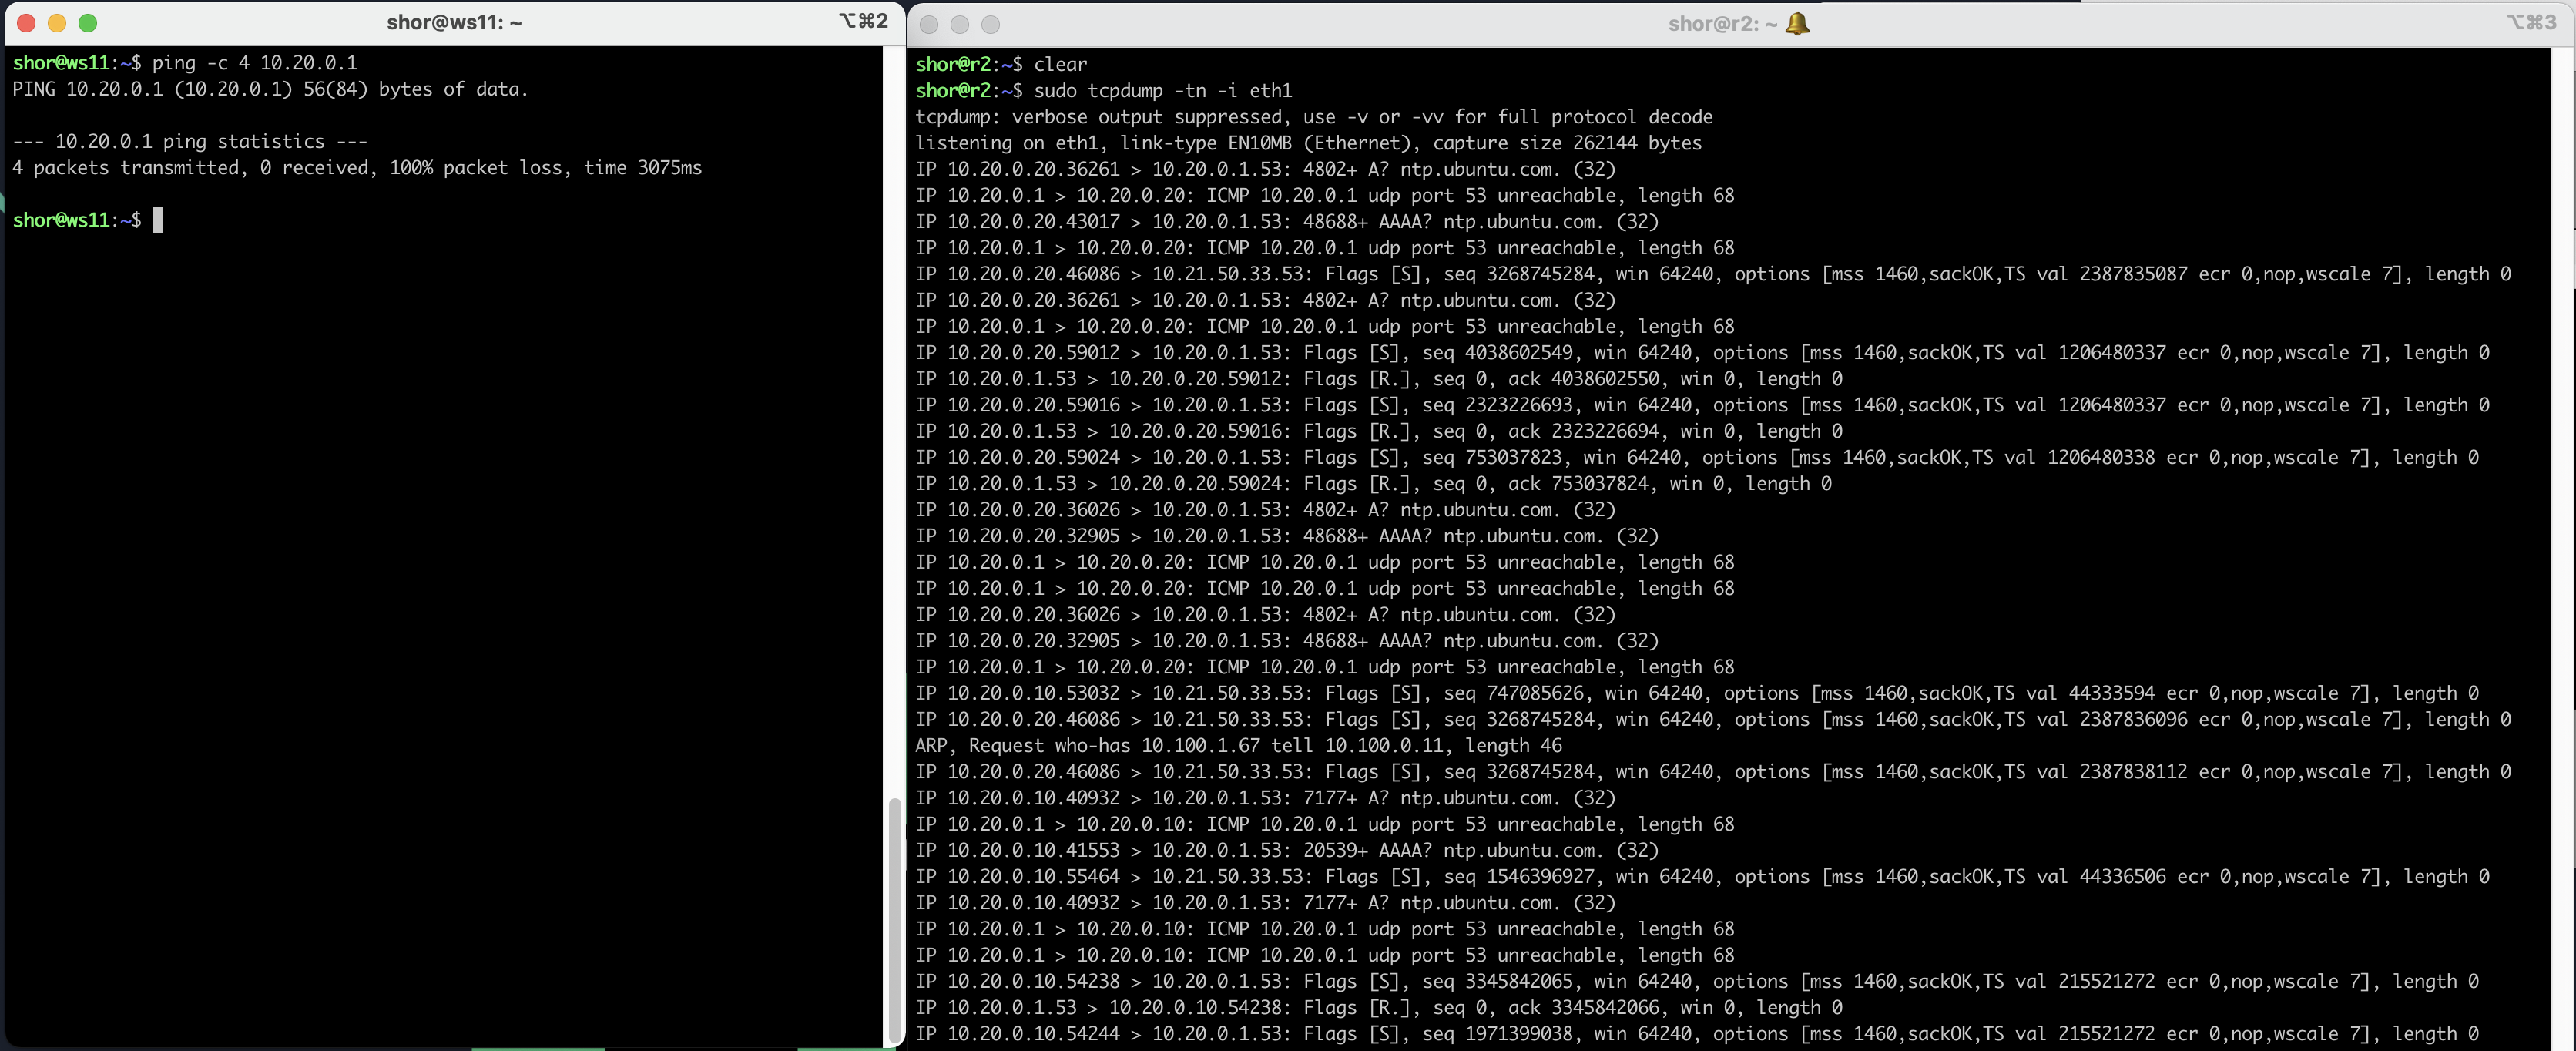 shor@ws11: ~
⌥⌘2
shor@ws11:~$ ping -c 4 10.20.0.1
PING 10.20.0.1 (10.20.0.1) 56(84) bytes of data.
--- 10.20.0.1 ping statistics ---
4 packets transmitted, 0 received, 100% packet loss, time 3075ms
shor@ws11:~$
shor@r2: ~ 🔔
⌥⌘3
shor@r2:~$ clear
shor@r2:~$ sudo tcpdump -tn -i eth1
tcpdump: verbose output suppressed, use -v or -vv for full protocol decode
listening on eth1, link-type EN10MB (Ethernet), capture size 262144 bytes
IP 10.20.0.20.36261 > 10.20.0.1.53: 4802+ A? ntp.ubuntu.com. (32)
IP 10.20.0.1 > 10.20.0.20: ICMP 10.20.0.1 udp port 53 unreachable, length 68
IP 10.20.0.20.43017 > 10.20.0.1.53: 48688+ AAAA? ntp.ubuntu.com. (32)
IP 10.20.0.1 > 10.20.0.20: ICMP 10.20.0.1 udp port 53 unreachable, length 68
IP 10.20.0.20.46086 > 10.21.50.33.53: Flags [S], seq 3268745284, win 64240, options [mss 1460,sackOK,TS val 2387835087 ecr 0,nop,wscale 7], length 0
IP 10.20.0.20.36261 > 10.20.0.1.53: 4802+ A? ntp.ubuntu.com. (32)
IP 10.20.0.1 > 10.20.0.20: ICMP 10.20.0.1 udp port 53 unreachable, length 68
IP 10.20.0.20.59012 > 10.20.0.1.53: Flags [S], seq 4038602549, win 64240, options [mss 1460,sackOK,TS val 1206480337 ecr 0,nop,wscale 7], length 0
IP 10.20.0.1.53 > 10.20.0.20.59012: Flags [R.], seq 0, ack 4038602550, win 0, length 0
IP 10.20.0.20.59016 > 10.20.0.1.53: Flags [S], seq 2323226693, win 64240, options [mss 1460,sackOK,TS val 1206480337 ecr 0,nop,wscale 7], length 0
IP 10.20.0.1.53 > 10.20.0.20.59016: Flags [R.], seq 0, ack 2323226694, win 0, length 0
IP 10.20.0.20.59024 > 10.20.0.1.53: Flags [S], seq 753037823, win 64240, options [mss 1460,sackOK,TS val 1206480338 ecr 0,nop,wscale 7], length 0
IP 10.20.0.1.53 > 10.20.0.20.59024: Flags [R.], seq 0, ack 753037824, win 0, length 0
IP 10.20.0.20.36026 > 10.20.0.1.53: 4802+ A? ntp.ubuntu.com. (32)
IP 10.20.0.20.32905 > 10.20.0.1.53: 48688+ AAAA? ntp.ubuntu.com. (32)
IP 10.20.0.1 > 10.20.0.20: ICMP 10.20.0.1 udp port 53 unreachable, length 68
IP 10.20.0.1 > 10.20.0.20: ICMP 10.20.0.1 udp port 53 unreachable, length 68
IP 10.20.0.20.36026 > 10.20.0.1.53: 4802+ A? ntp.ubuntu.com. (32)
IP 10.20.0.20.32905 > 10.20.0.1.53: 48688+ AAAA? ntp.ubuntu.com. (32)
IP 10.20.0.1 > 10.20.0.20: ICMP 10.20.0.1 udp port 53 unreachable, length 68
IP 10.20.0.10.53032 > 10.21.50.33.53: Flags [S], seq 747085626, win 64240, options [mss 1460,sackOK,TS val 44333594 ecr 0,nop,wscale 7], length 0
IP 10.20.0.20.46086 > 10.21.50.33.53: Flags [S], seq 3268745284, win 64240, options [mss 1460,sackOK,TS val 2387836096 ecr 0,nop,wscale 7], length 0
ARP, Request who-has 10.100.1.67 tell 10.100.0.11, length 46
IP 10.20.0.20.46086 > 10.21.50.33.53: Flags [S], seq 3268745284, win 64240, options [mss 1460,sackOK,TS val 2387838112 ecr 0,nop,wscale 7], length 0
IP 10.20.0.10.40932 > 10.20.0.1.53: 7177+ A? ntp.ubuntu.com. (32)
IP 10.20.0.1 > 10.20.0.10: ICMP 10.20.0.1 udp port 53 unreachable, length 68
IP 10.20.0.10.41553 > 10.20.0.1.53: 20539+ AAAA? ntp.ubuntu.com. (32)
IP 10.20.0.10.55464 > 10.21.50.33.53: Flags [S], seq 1546396927, win 64240, options [mss 1460,sackOK,TS val 44336506 ecr 0,nop,wscale 7], length 0
IP 10.20.0.10.40932 > 10.20.0.1.53: 7177+ A? ntp.ubuntu.com. (32)
IP 10.20.0.1 > 10.20.0.10: ICMP 10.20.0.1 udp port 53 unreachable, length 68
IP 10.20.0.1 > 10.20.0.10: ICMP 10.20.0.1 udp port 53 unreachable, length 68
IP 10.20.0.10.54238 > 10.20.0.1.53: Flags [S], seq 3345842065, win 64240, options [mss 1460,sackOK,TS val 215521272 ecr 0,nop,wscale 7], length 0
IP 10.20.0.1.53 > 10.20.0.10.54238: Flags [R.], seq 0, ack 3345842066, win 0, length 0
IP 10.20.0.10.54244 > 10.20.0.1.53: Flags [S], seq 1971399038, win 64240, options [mss 1460,sackOK,TS val 215521272 ecr 0,nop,wscale 7], length 0